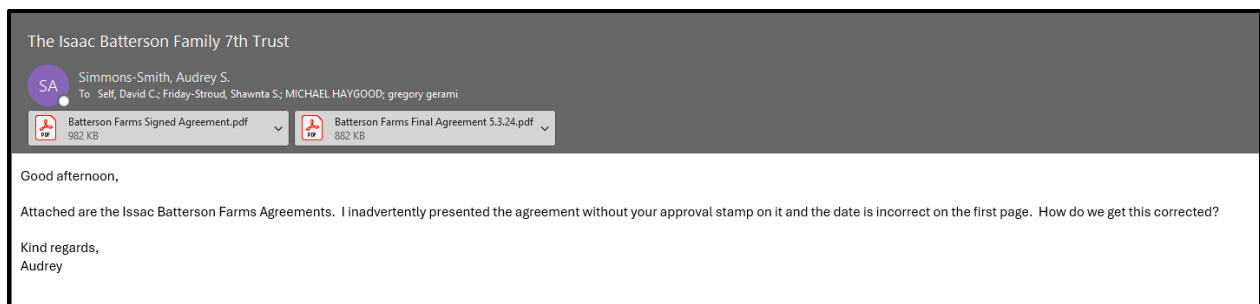 The Isaac Batterson Family 7th Trust
SA
Simmons-Smith, Audrey S.
To Self, David C.; Friday-Stroud, Shawnta S.; MICHAEL HAYGOOD; gregory gerami
PDF
Batterson Farms Signed Agreement.pdf
982 KB
PDF
Batterson Farms Final Agreement 5.3.24.pdf
882 KB
Good afternoon,
Attached are the Issac Batterson Farms Agreements.  I inadvertently presented the agreement without your approval stamp on it and the date is incorrect on the first page.  How do we get this corrected?
Kind regards,
Audrey